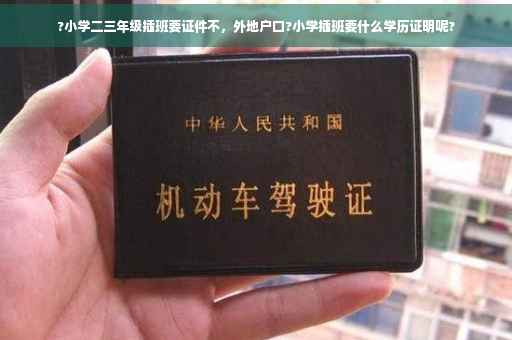 ?小学二三年级插班要证件不，外地户口?小学插班要什么学历证明呢?
中华人民共和国
机动车驾驶证